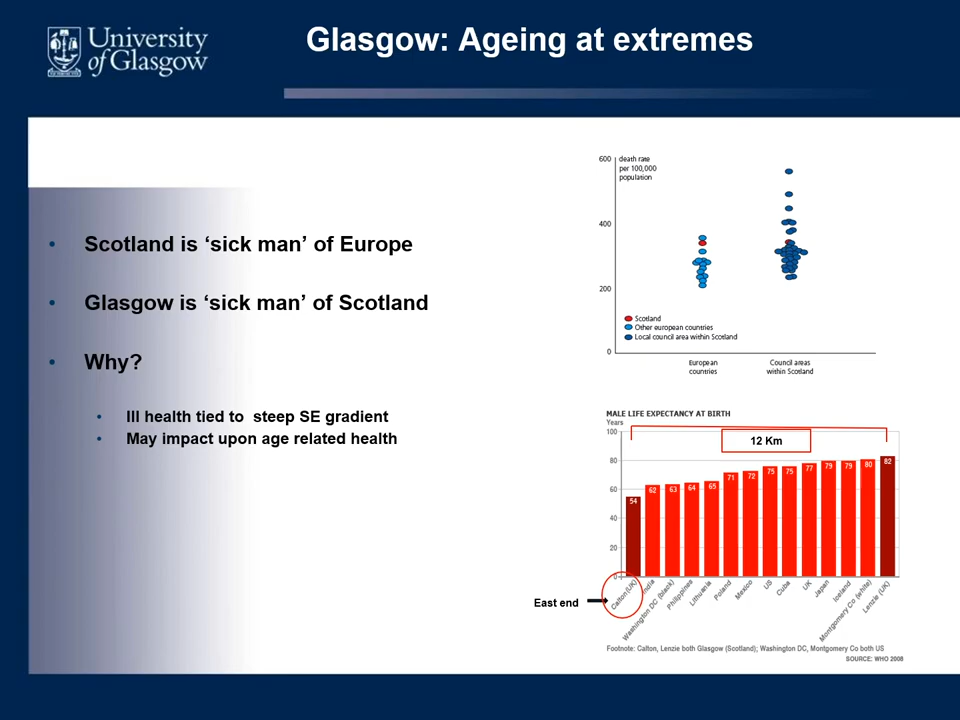 University
of Glasgow
Glasgow: Ageing at extremes
• Scotland is ‘sick man’ of Europe
• Glasgow is ‘sick man’ of Scotland
• Why?
• Ill health tied to steep SE gradient
• May impact upon age related health
600
death rate
per 100,000
population
400
200
0
Scotland
Other european countries
Local council area within Scotland
European
countries
Council areas
within Scotland
MALE LIFE EXPECTANCY AT BIRTH
Years
100
80
60
40
20
0
12 Km
54
62
63
64
65
71
72
75
75
77
79
79
80
82
Calton (UK)
India
Washington DC (black)
Philippines
Lithuania
Poland
Mexico
US
Cuba
UK
Japan
Iceland
Montgomery Co (white)
Lenzie (UK)
East end
Footnote: Calton, Lenzie both Glasgow (Scotland); Washington DC, Montgomery Co both US
SOURCE: WHO 2008